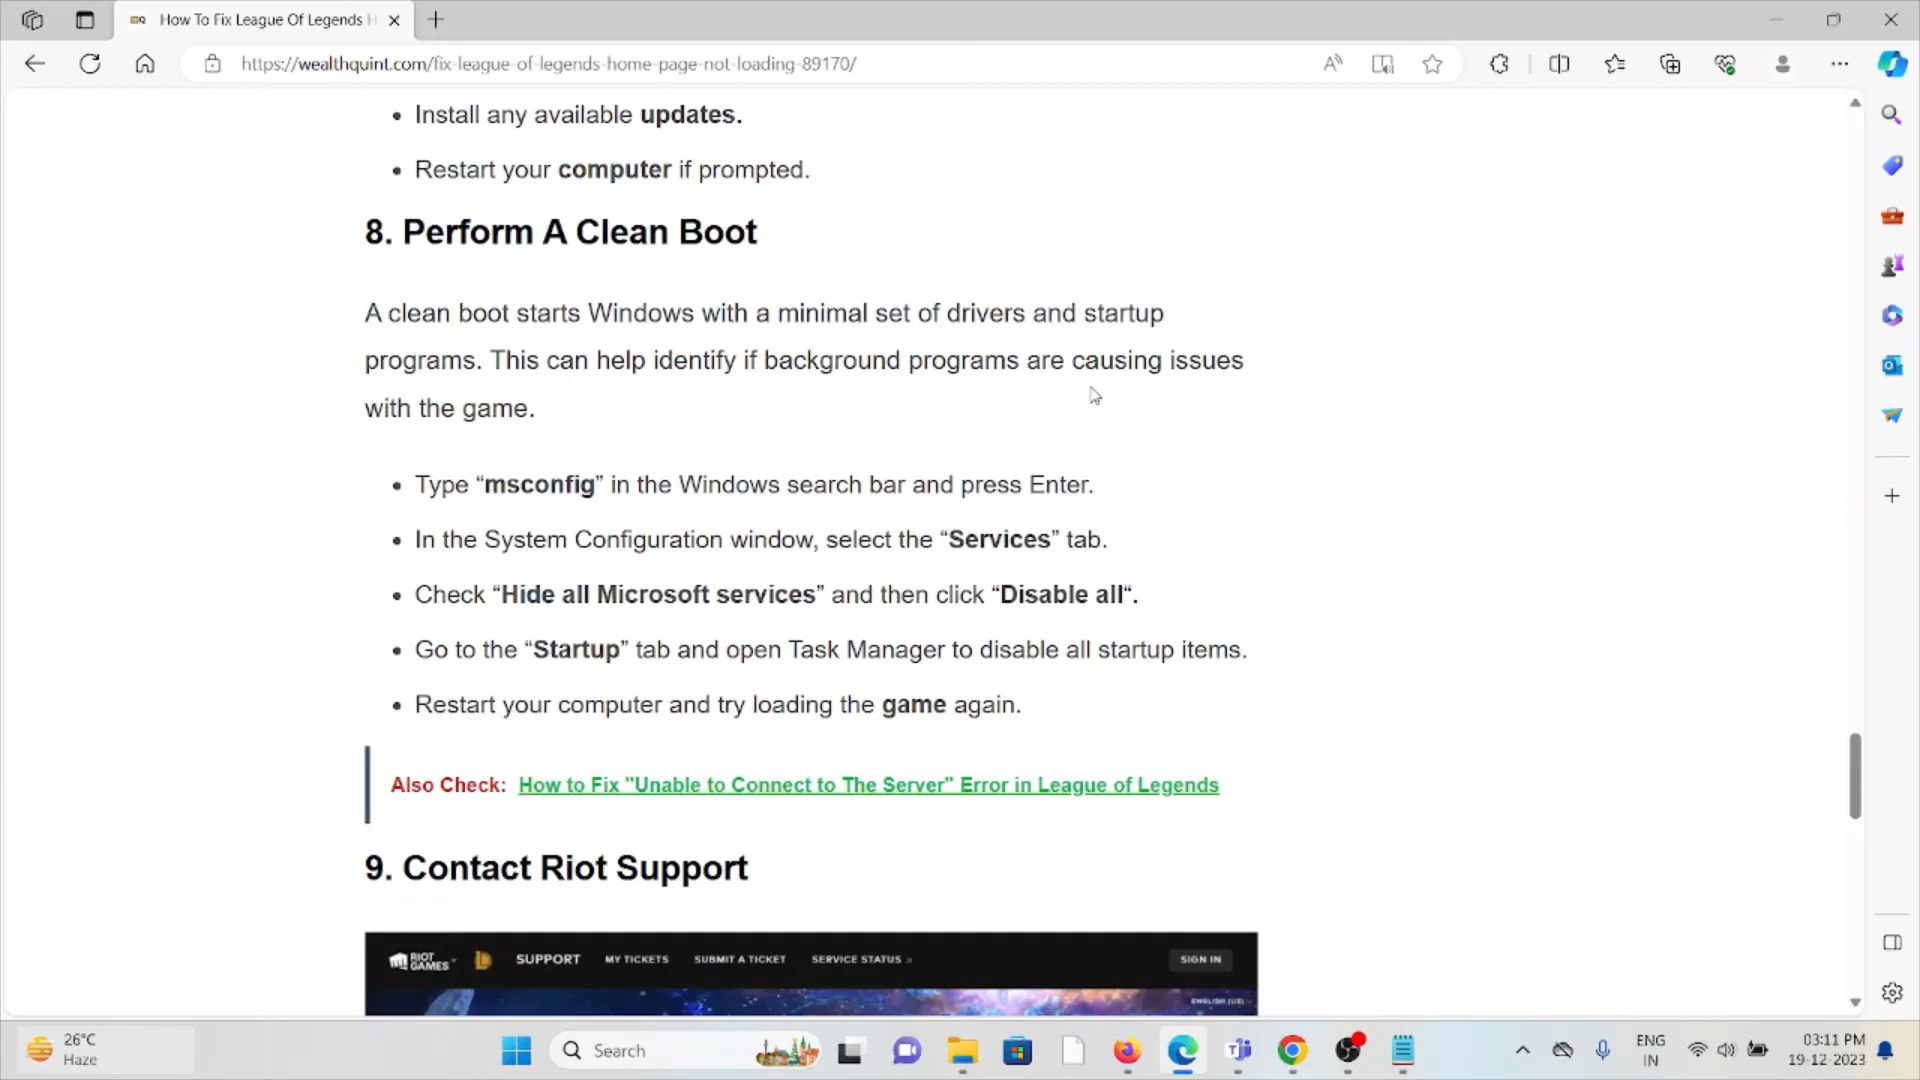 How To Fix League Of Legends H
https://wealthquint.com/fix-league-of-legends-home-page-not-loading-89170/
• Install any available updates.
• Restart your computer if prompted.
8. Perform A Clean Boot
A clean boot starts Windows with a minimal set of drivers and startup
programs. This can help identify if background programs are causing issues
with the game.
• Type “msconfig” in the Windows search bar and press Enter.
• In the System Configuration window, select the “Services” tab.
• Check “Hide all Microsoft services” and then click “Disable all“.
• Go to the “Startup” tab and open Task Manager to disable all startup items.
• Restart your computer and try loading the game again.
Also Check: How to Fix "Unable to Connect to The Server" Error in League of Legends
9. Contact Riot Support
RIOT GAMES SUPPORT MY TICKETS SUBMIT A TICKET SERVICE STATUS SIGN IN
ENGLISH (US)
26°C
Haze
Search
ENG
IN
03:11 PM
19-12-2023